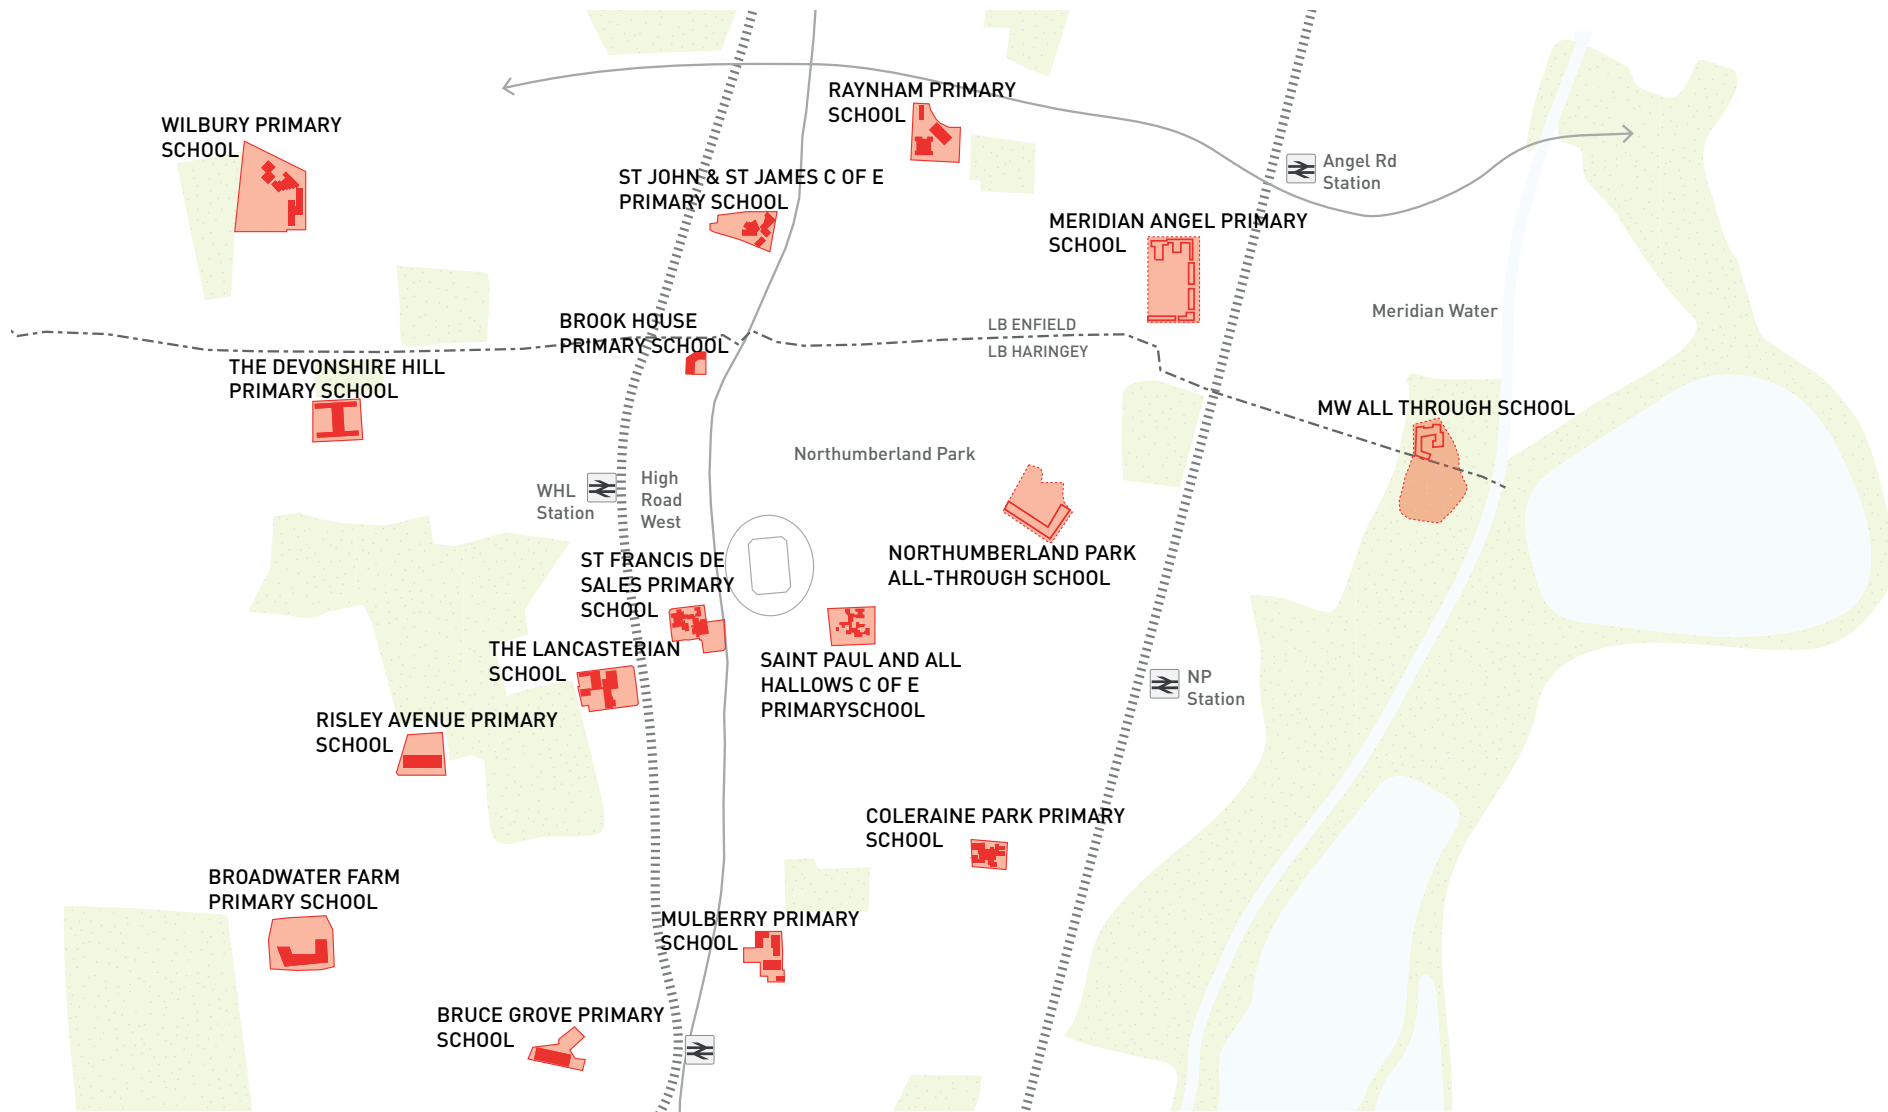 RAYNHAM PRIMARY
SCHOOL
WILBURY PRIMARY
SCHOOL
Angel Rd
Station
ST JOHN & ST JAMES C OF E
PRIMARY SCHOOL
MERIDIAN ANGEL PRIMARY
SCHOOL
Meridian Water
BROOK HOUSE
PRIMARY SCHOOL
LB ENFIELD
LB HARINGEY
THE DEVONSHIRE HILL
PRIMARY SCHOOL
MW ALL THROUGH SCHOOL
Northumberland Park
WHL
Station
High
Road
West
NORTHUMBERLAND PARK
ALL-THROUGH SCHOOL
ST FRANCIS DE
SALES PRIMARY
SCHOOL
THE LANCASTERIAN
SCHOOL
SAINT PAUL AND ALL
HALLOWS C OF E
PRIMARYSCHOOL
NP
Station
RISLEY AVENUE PRIMARY
SCHOOL
COLERAINE PARK PRIMARY
SCHOOL
BROADWATER FARM
PRIMARY SCHOOL
MULBERRY PRIMARY
SCHOOL
BRUCE GROVE PRIMARY
SCHOOL